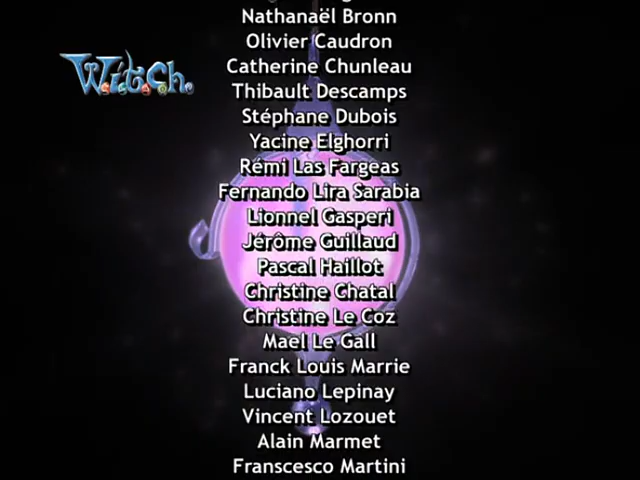 Nathanaël Bronn
Olivier Caudron
W.i.t.c.h.
Catherine Chunleau
Thibault Descamps
Stéphane Dubois
Yacine Elghorri
Rémi Las Fargeas
Fernando Lira Sarabia
Lionnel Gasperi
Jérôme Guillaud
Pascal Haillot
Christine Chatal
Christine Le Coz
Mael Le Gall
Franck Louis Marrie
Luciano Lepinay
Vincent Lozouet
Alain Marmet
Franscesco Martini